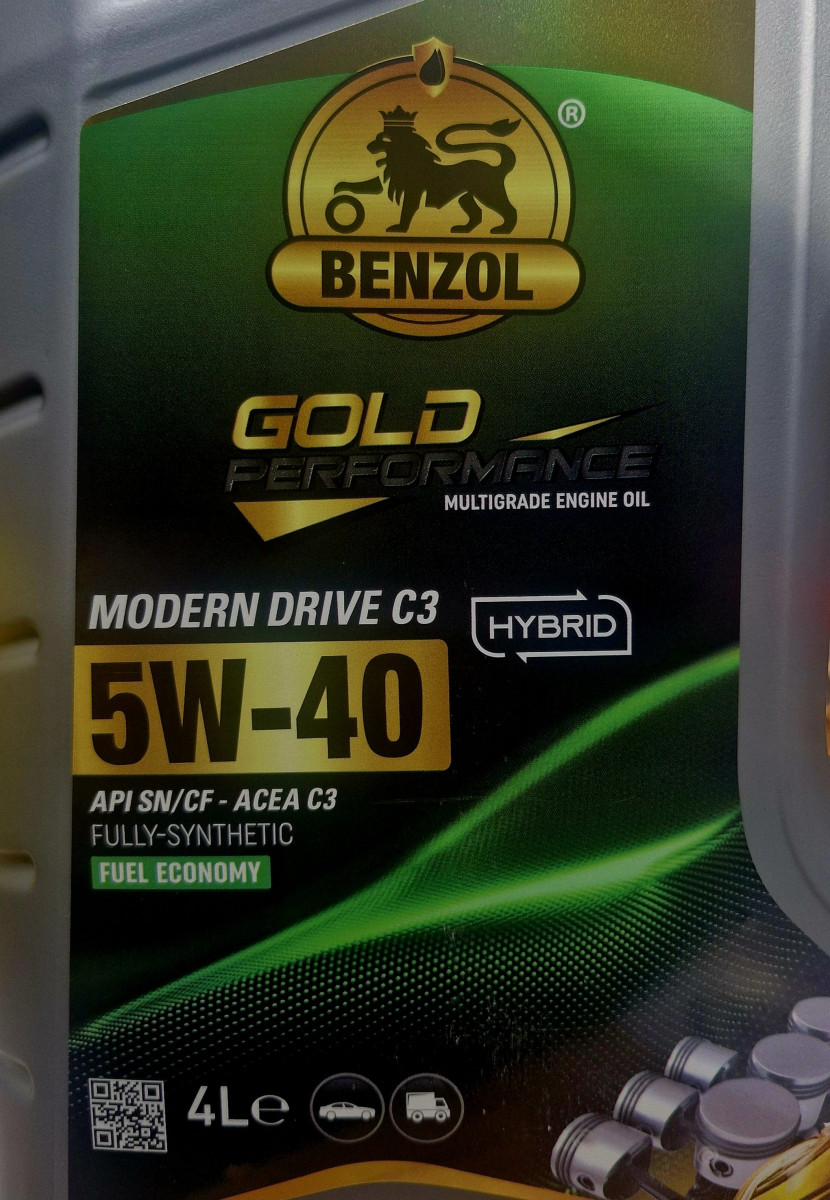 ®
BENZOL
GOLD
PERFORMANCE
MULTIGRADE ENGINE OIL
MODERN DRIVE C3
HYBRID
5W-40
API SN/CF - ACEA C3
FULLY-SYNTHETIC
FUEL ECONOMY
4L℮